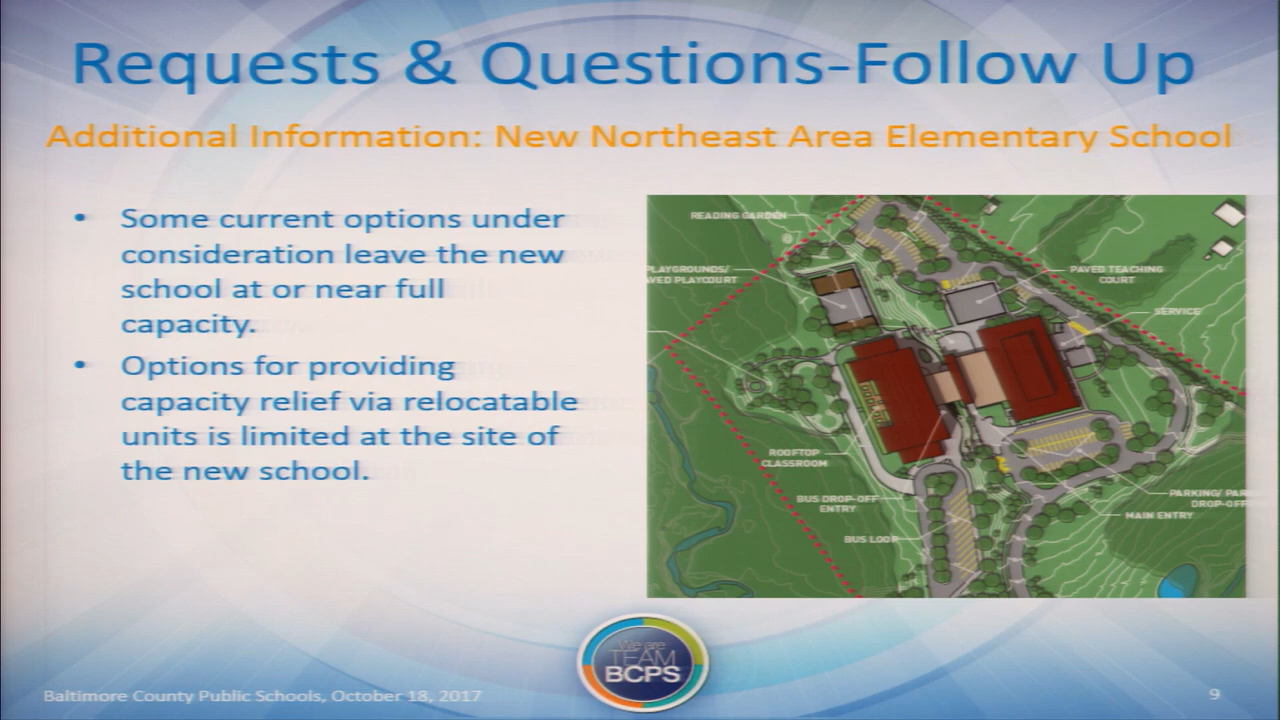 Requests & Questions-Follow Up
Additional Information: New Northeast Area Elementary School
• Some current options under
consideration leave the new
school at or near full
capacity.
• Options for providing
capacity relief via relocatable
units is limited at the site of
the new school.
READING GARDEN
PLAYGROUNDS/
PAVED TEACHING
COURT
SERVICE
ROOFTOP
CLASSROOM
BUS DROP-OFF
ENTRY
PARKING/
DROP-OFF
MAIN ENTRY
BUS LOOP
We are
TEAM
BCPS
Baltimore County Public Schools, October 18, 2017
9